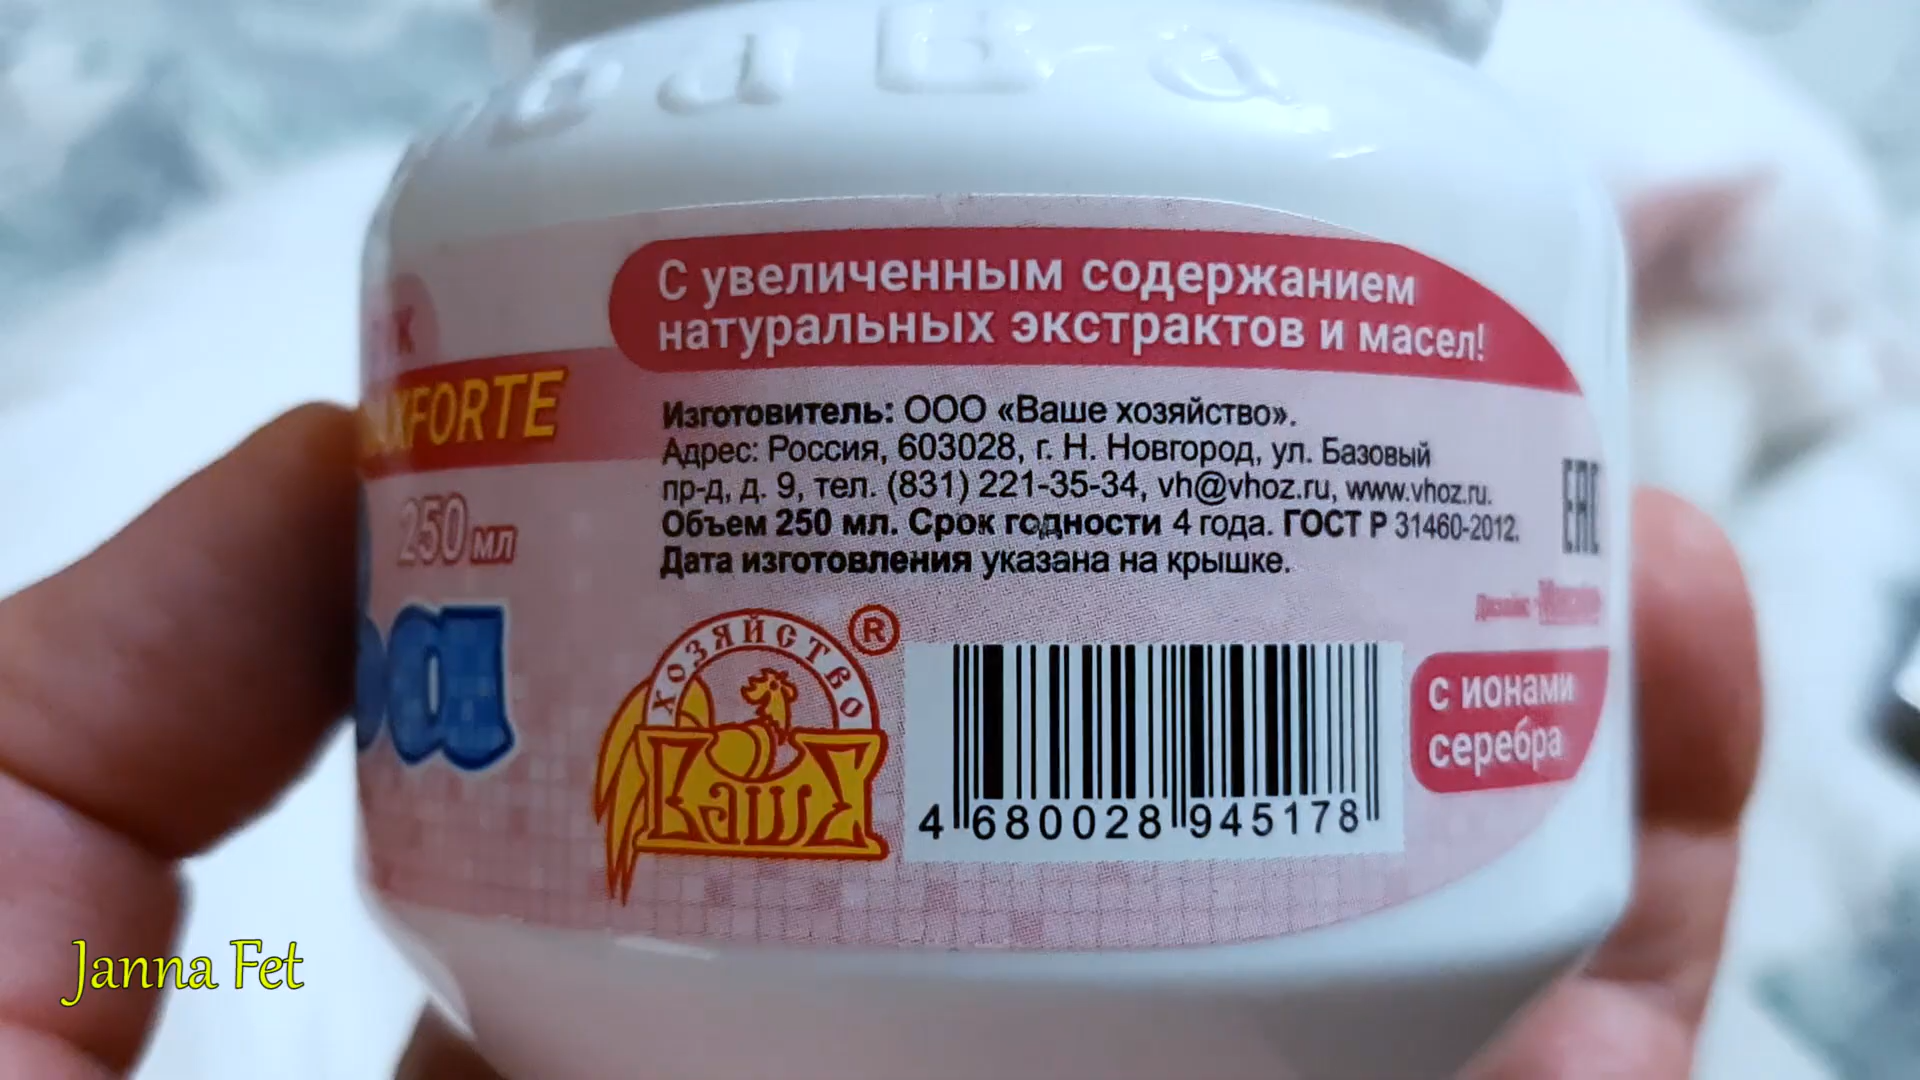 С увеличенным содержанием
натуральных экстрактов и масел!
FORTE
250 мл
Изготовитель: ООО «Ваше хозяйство».
Адрес: Россия, 603028, г. Н. Новгород, ул. Базовый
пр-д, д. 9, тел. (831) 221-35-34, vh@vhoz.ru, www.vhoz.ru.
Объем 250 мл. Срок годности 4 года. ГОСТ Р 31460-2012.
Дата изготовления указана на крышке.
EAC
ХОЗЯЙСТВО ®
ВашЕ
4 680028 945178
с ионами
серебра
Janna Fet